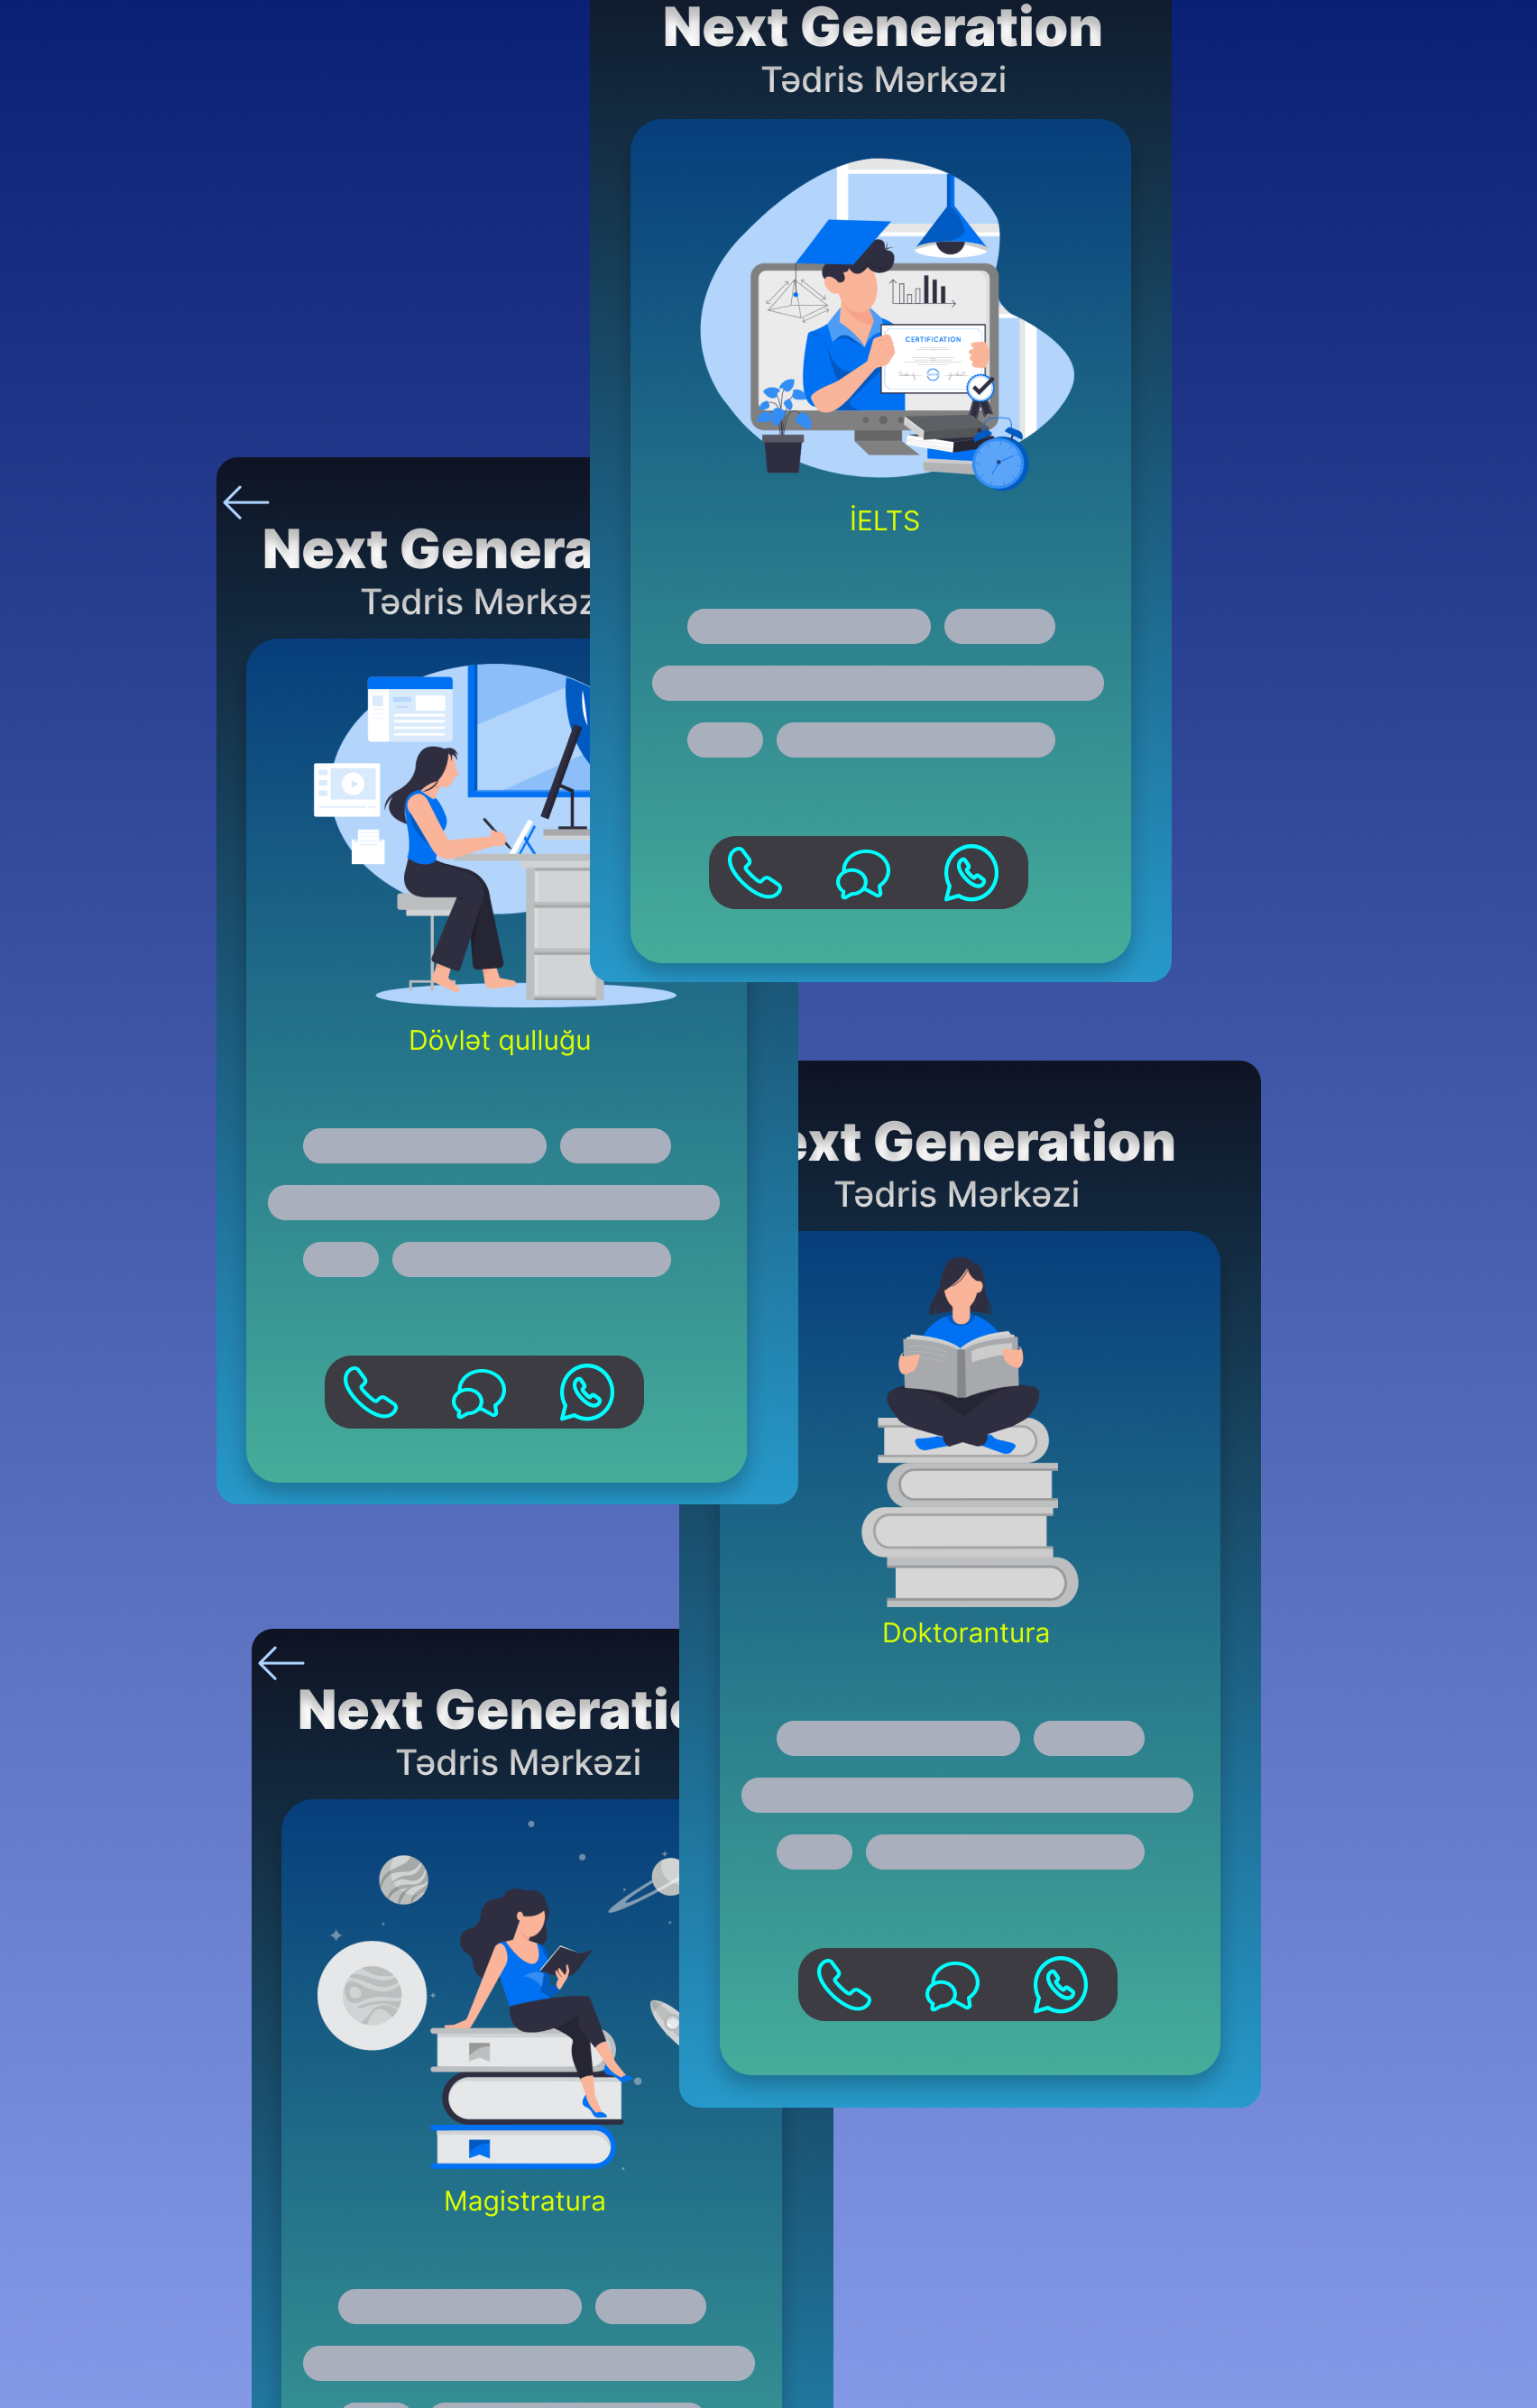 Next Generation
Tədris Mərkəzi
CERTIFICATION
İELTS
Next Genera
Tədris Mərkəz
Dövlət qulluğu
ext Generation
Tədris Mərkəzi
Doktorantura
Next Generati
Tədris Mərkəzi
Magistratura